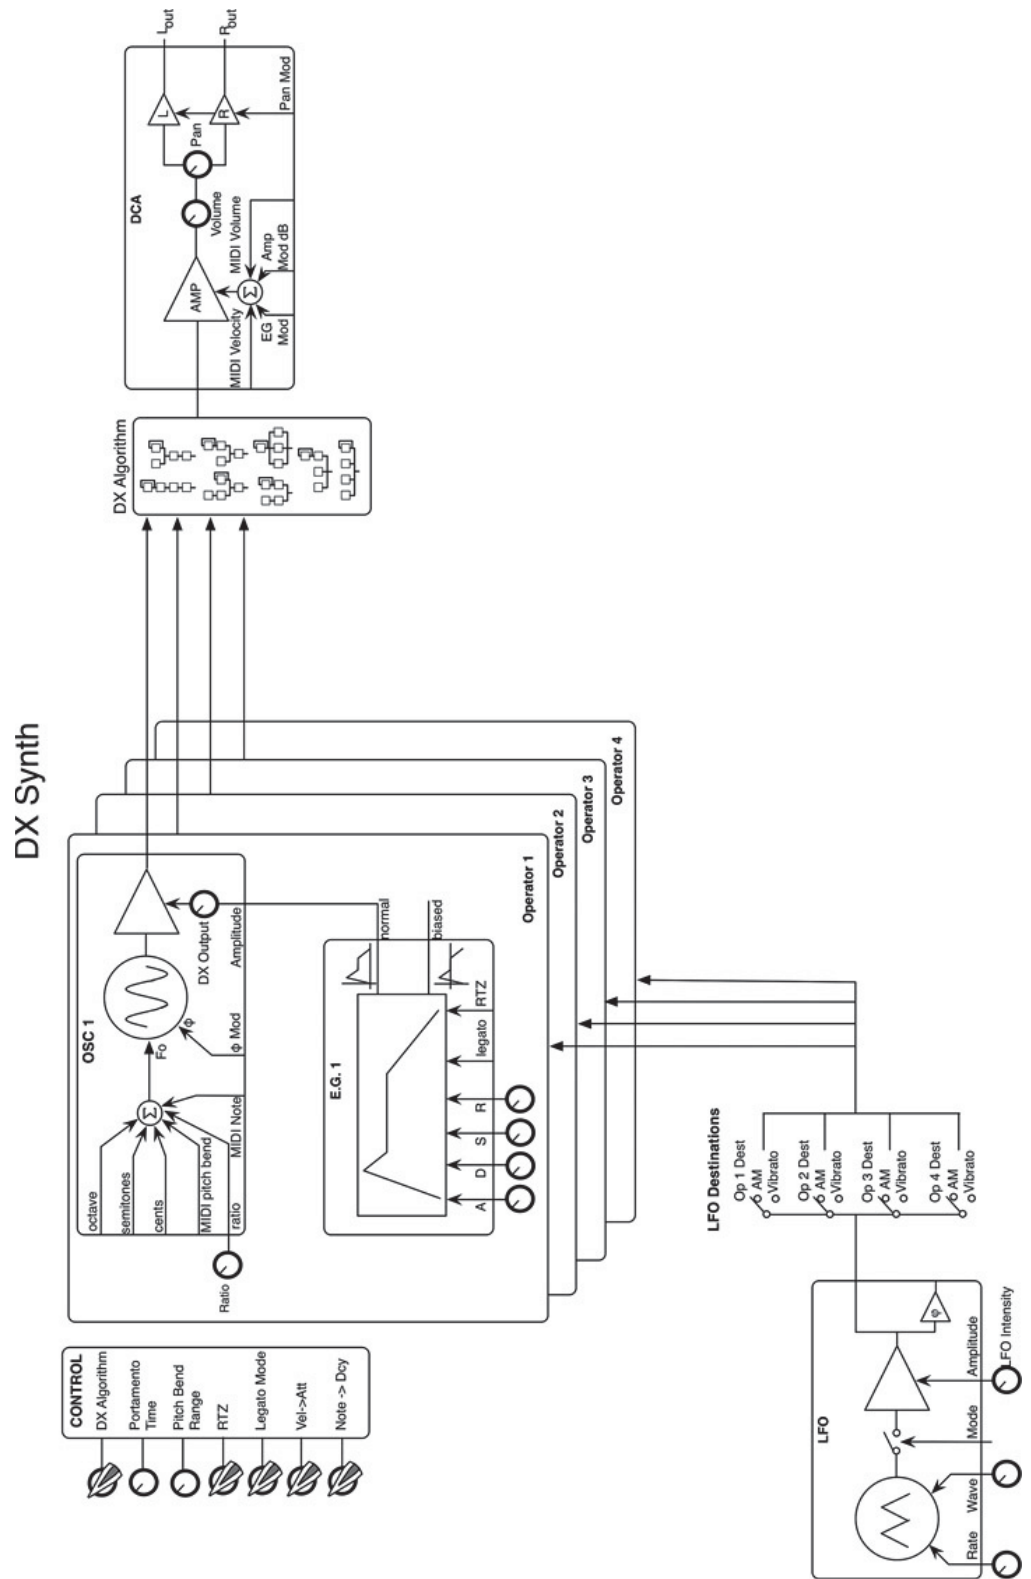 DX Synth
CONTROL
DX Algorithm
Portamento
Time
Pitch Bend
Range
RTZ
Legato Mode
Vel->Att
Note -> Dcy
OSC 1
octave
semitones
cents
MIDI pitch bend
ratio
MIDI Note
Ratio
Σ
Fo
Φ
Φ Mod
DX Output
Amplitude
E.G. 1
A
D
S
R
legato
RTZ
normal
biased
Operator 1
Operator 2
Operator 3
Operator 4
DX Algorithm
DCA
AMP
Σ
MIDI Velocity
EG
Mod
Amp
Mod dB
MIDI Volume
Volume
Pan
L
R
Pan Mod
Lout
Rout
LFO
Rate
Wave
Mode
Amplitude
LFO Intensity
φ
LFO Destinations
Op 1 Dest
AM
Vibrato
Op 2 Dest
AM
Vibrato
Op 3 Dest
AM
Vibrato
Op 4 Dest
AM
Vibrato